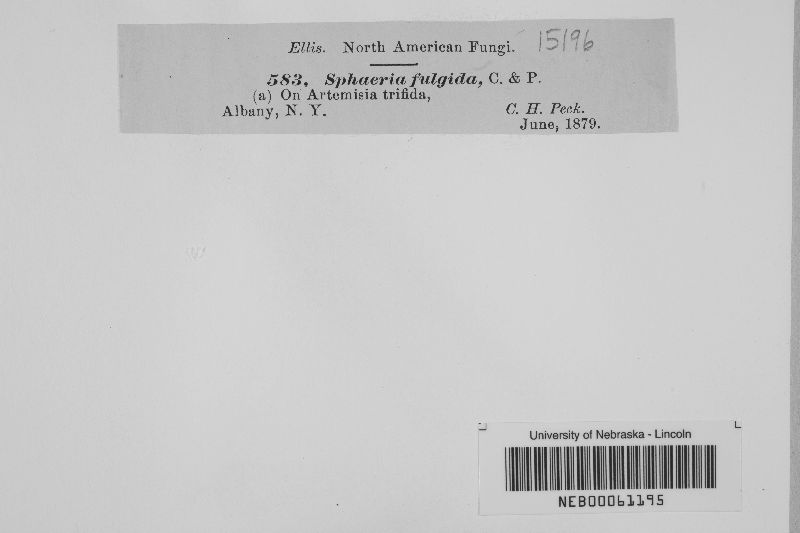 Ellis. North American Fungi. 15196
583, Sphaeria fulgida, C. & P.
(a) On Artemisia trifida,
Albany, N. Y. C. H. Peck.
June, 1879.
University of Nebraska - Lincoln
NEB00061195